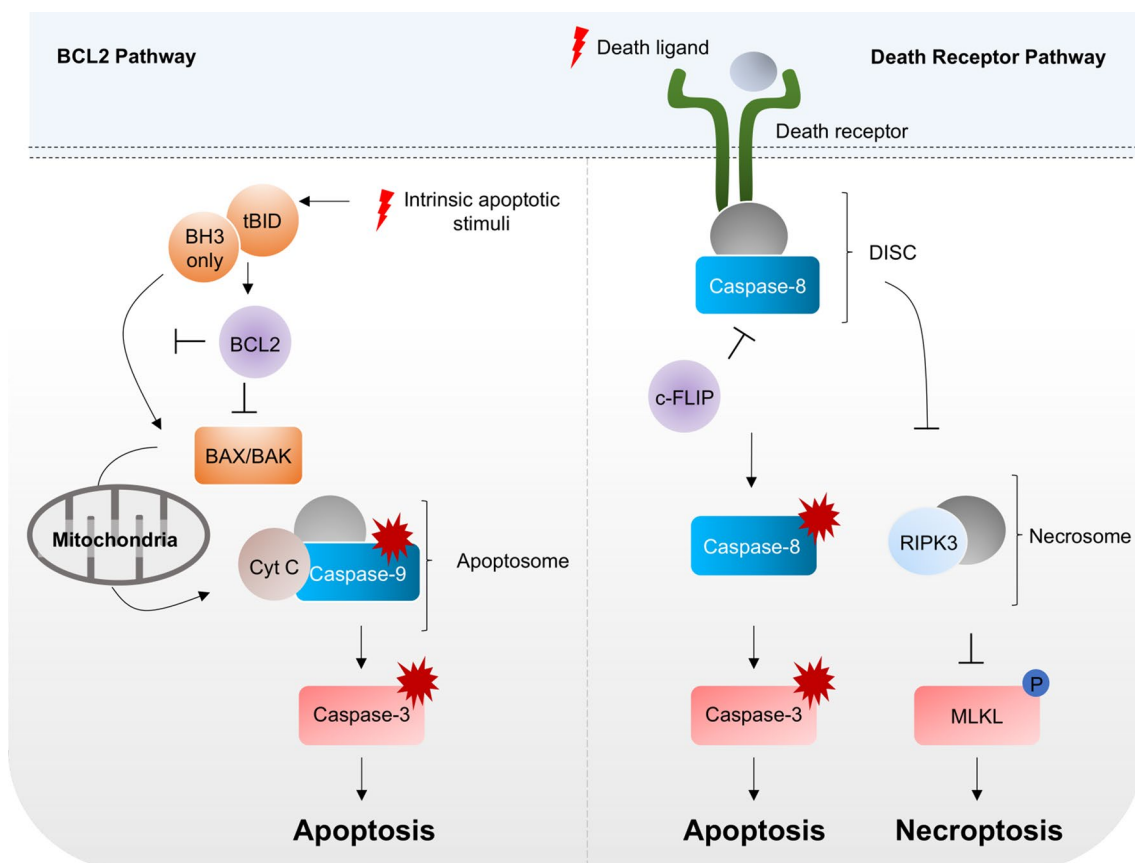 BCL2 Pathway
Death ligand
Death Receptor Pathway
Death receptor
Intrinsic apoptotic
stimuli
tBID
BH3
only
BCL2
BAX/BAK
Mitochondria
Cyt C
Caspase-9
Apoptosome
Caspase-3
Apoptosis
Caspase-8
DISC
c-FLIP
Caspase-8
RIPK3
Necrosome
Caspase-3
P
MLKL
Apoptosis
Necroptosis